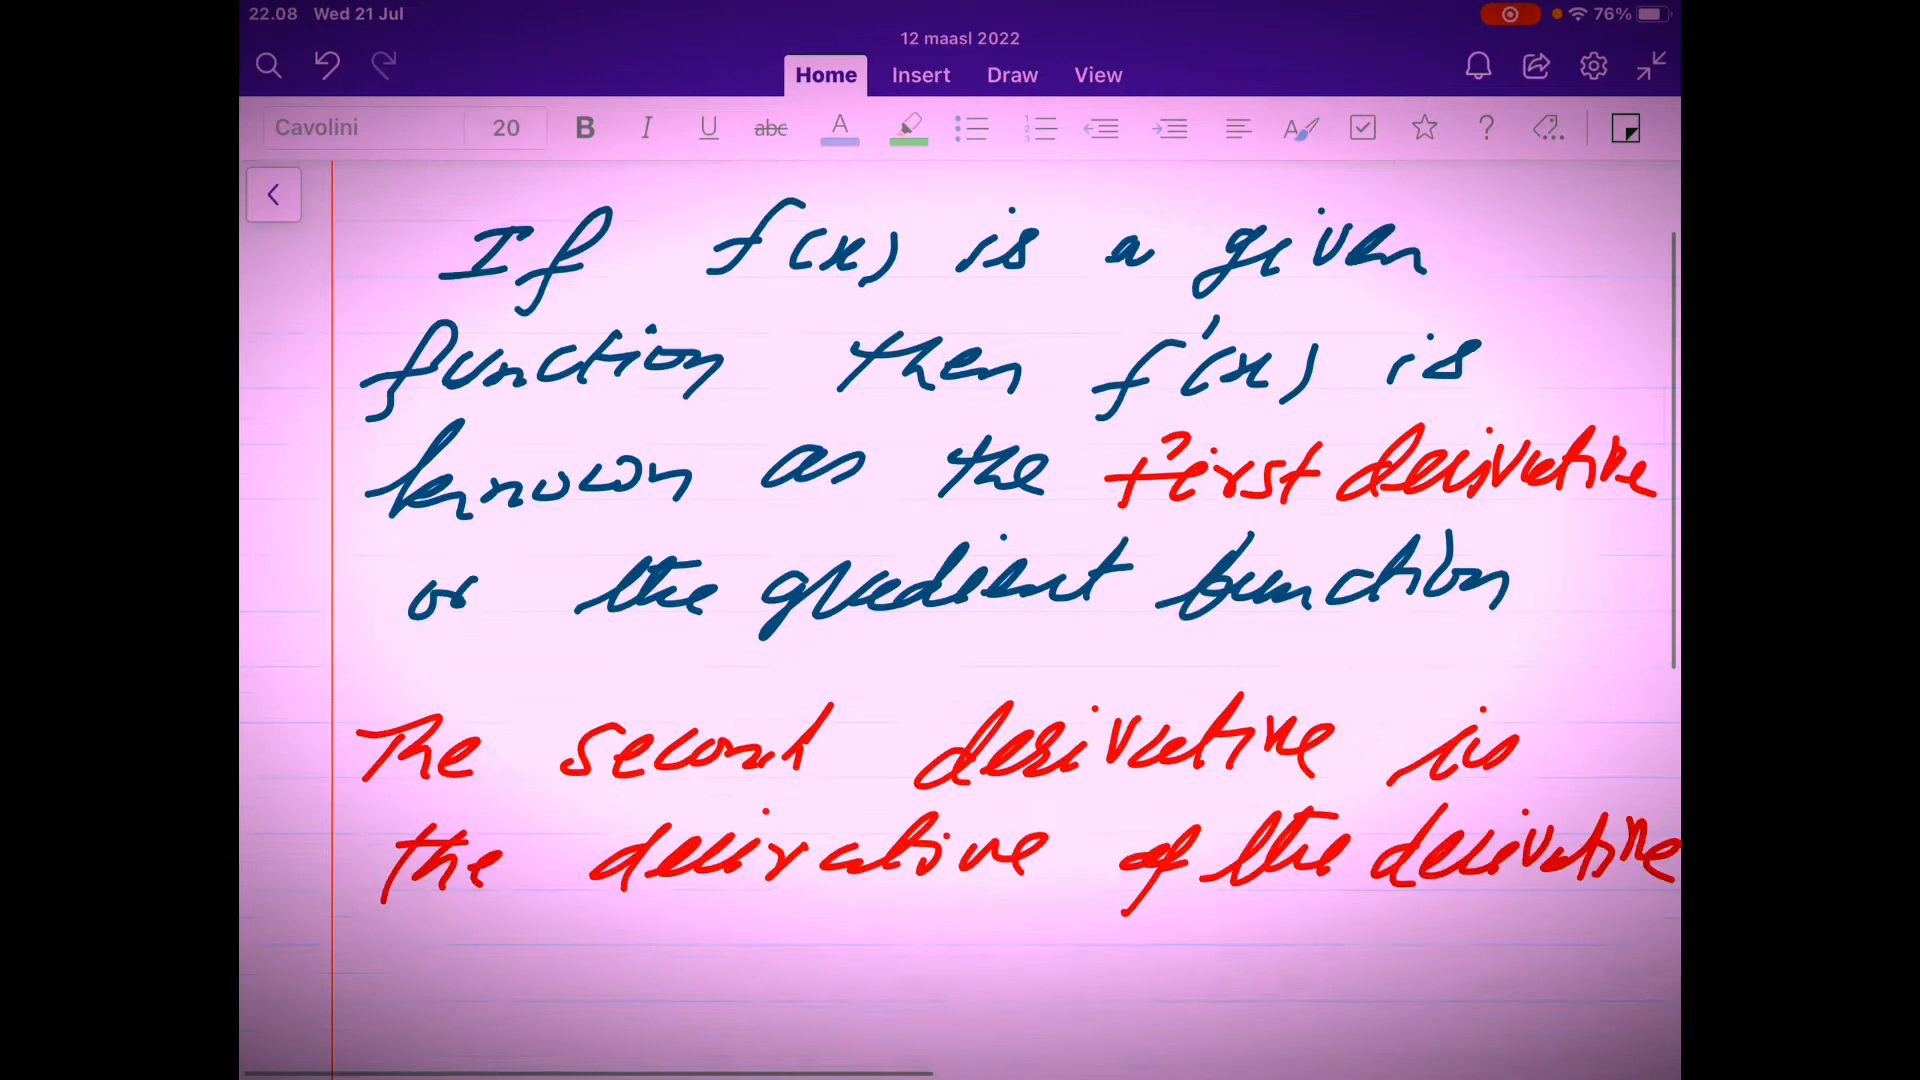 22.08 Wed 21 Jul
76%
12 maasl 2022
Home Insert Draw View
Cavolini 20 B I U abc A
If f(x) is a given
function then f'(x) is
known as the first derivative
or the gradient function
The second derivative is
the derivative of the derivative